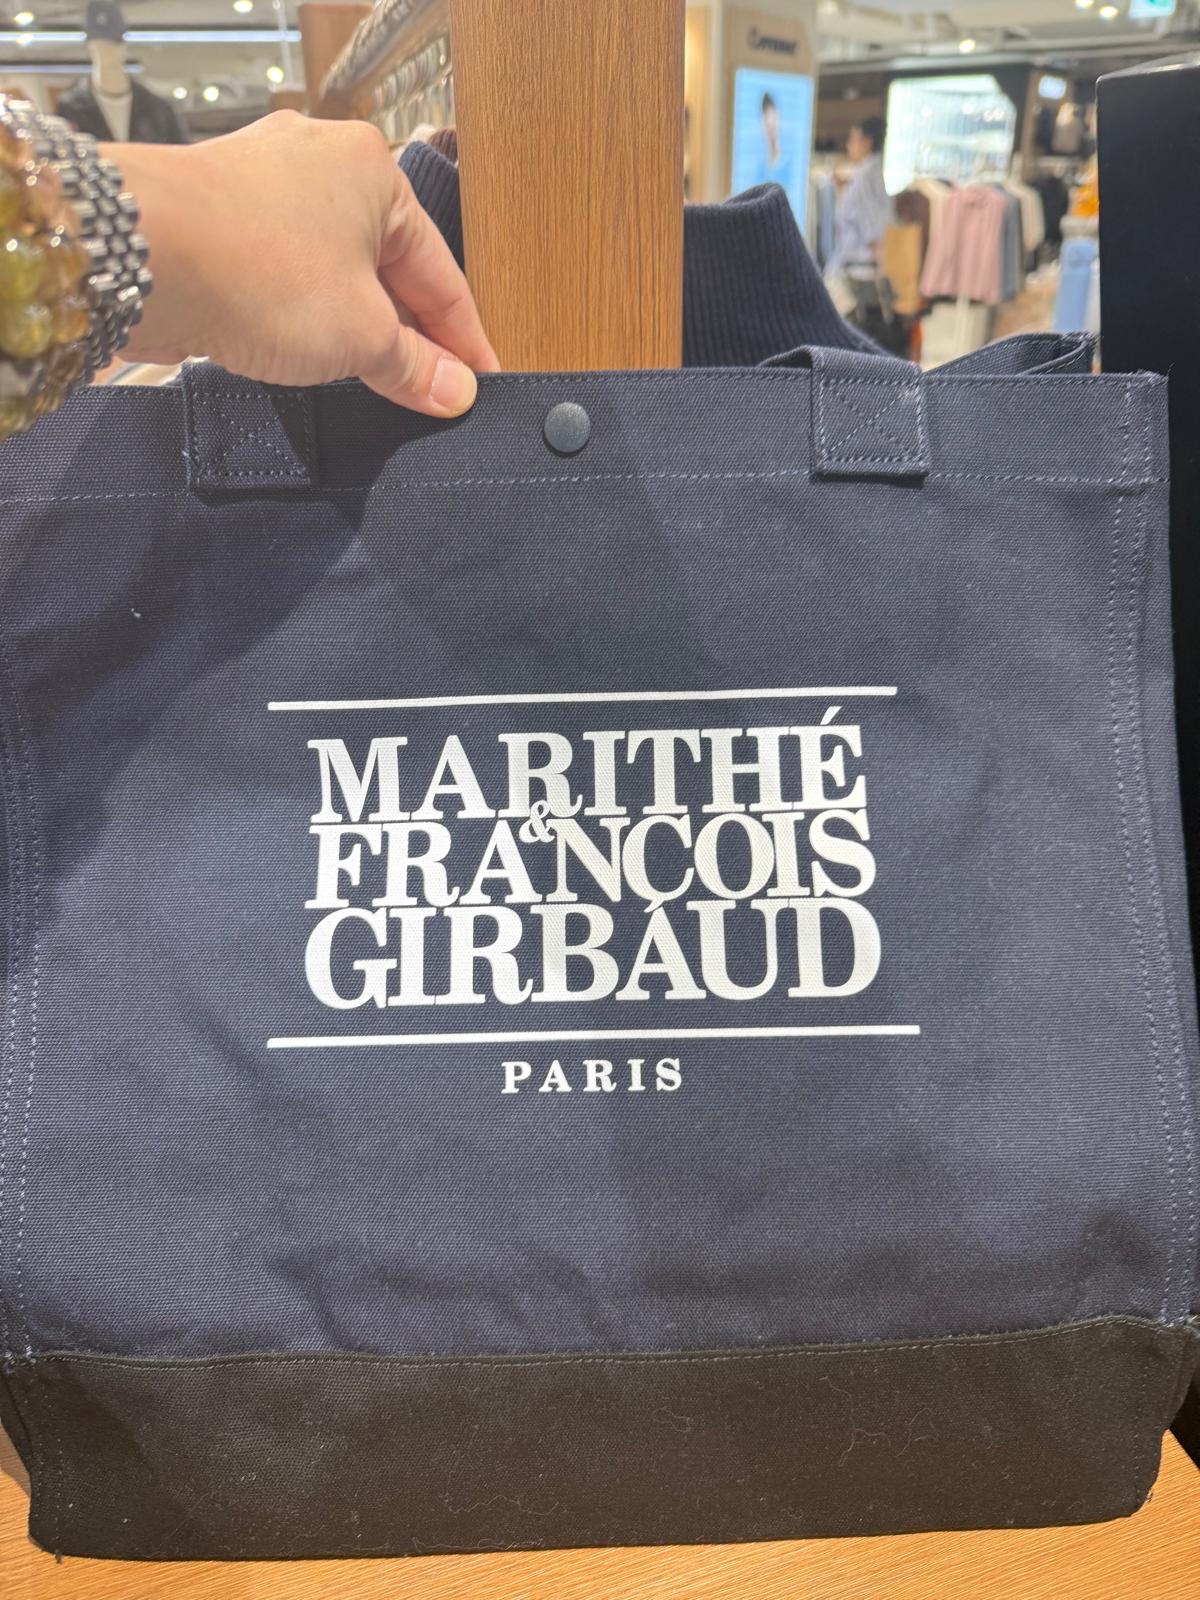 MARITHÉ
&
FRANÇOIS
GIRBAUD
PARIS